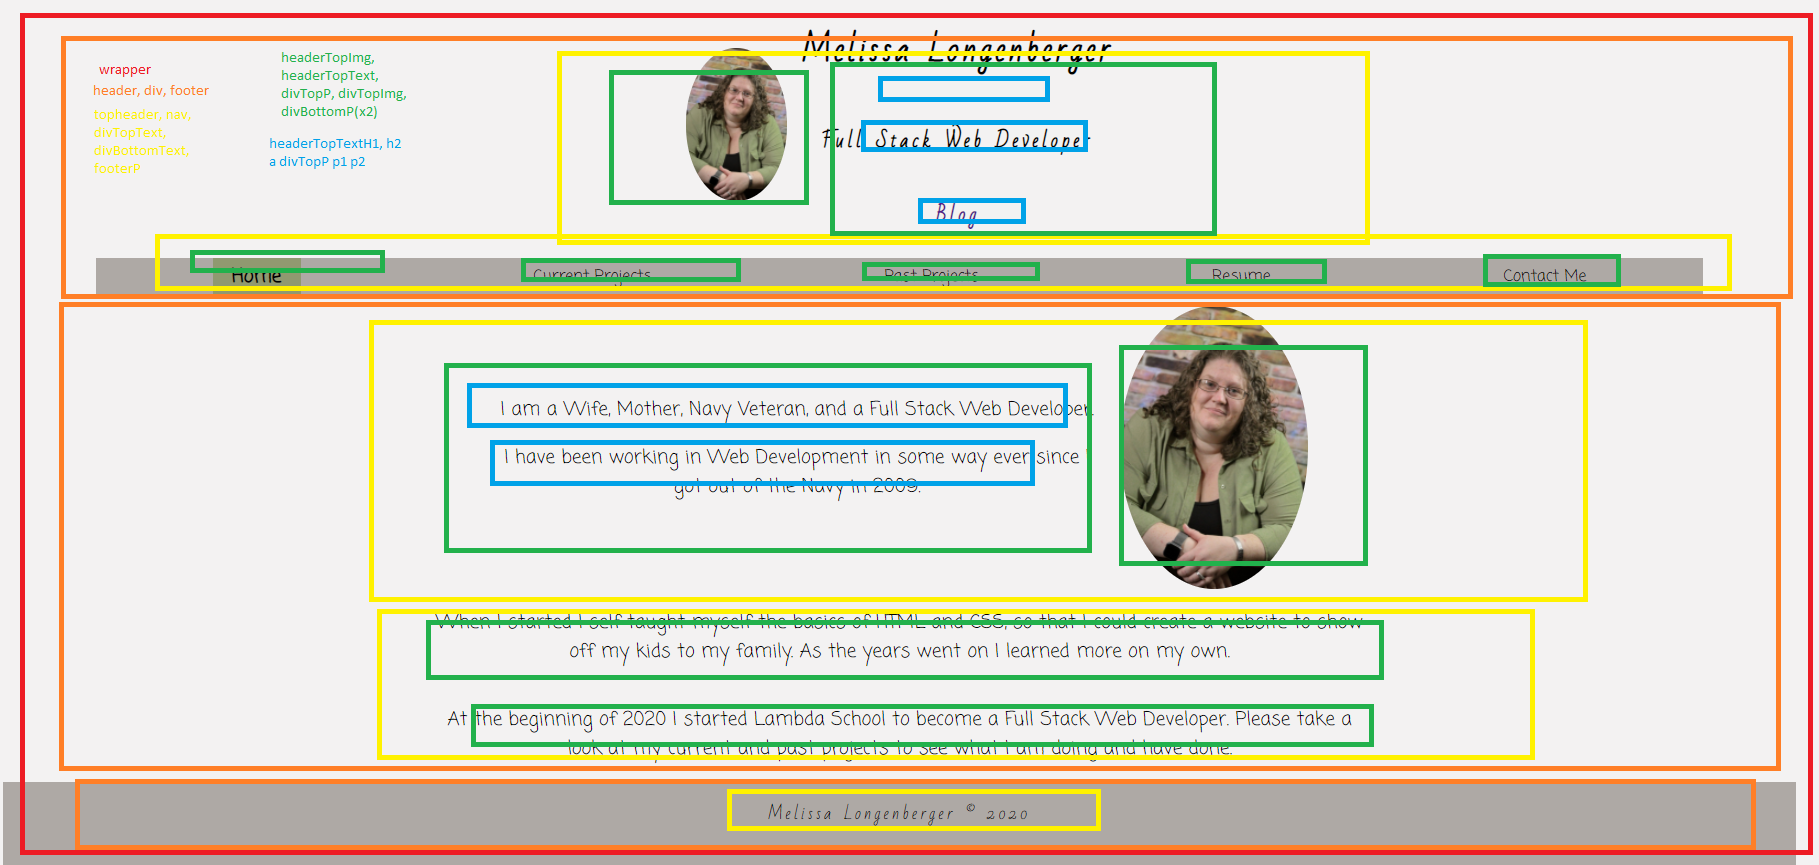 Melissa Longenberger
wrapper
header, div, footer
topheader, nav,
divTopText,
divBottomText,
footerP
headerTopImg,
headerTopText,
divTopP, divTopImg,
divBottomP(x2)
headerTopTextH1, h2
a divTopP p1 p2
Full Stack Web Developer
Blog
Home Current Projects Past Projects Resume Contact Me
I am a Wife, Mother, Navy Veteran, and a Full Stack Web Developer.
I have been working in Web Development in some way ever since I
got out of the Navy in 2009.
When I started I self taught myself the basics of HTML and CSS, so that I could create a website to show
off my kids to my family. As the years went on I learned more on my own.
At the beginning of 2020 I started Lambda School to become a Full Stack Web Developer. Please take a
look at my current and past projects to see what I am doing and have done.
Melissa Longenberger © 2020